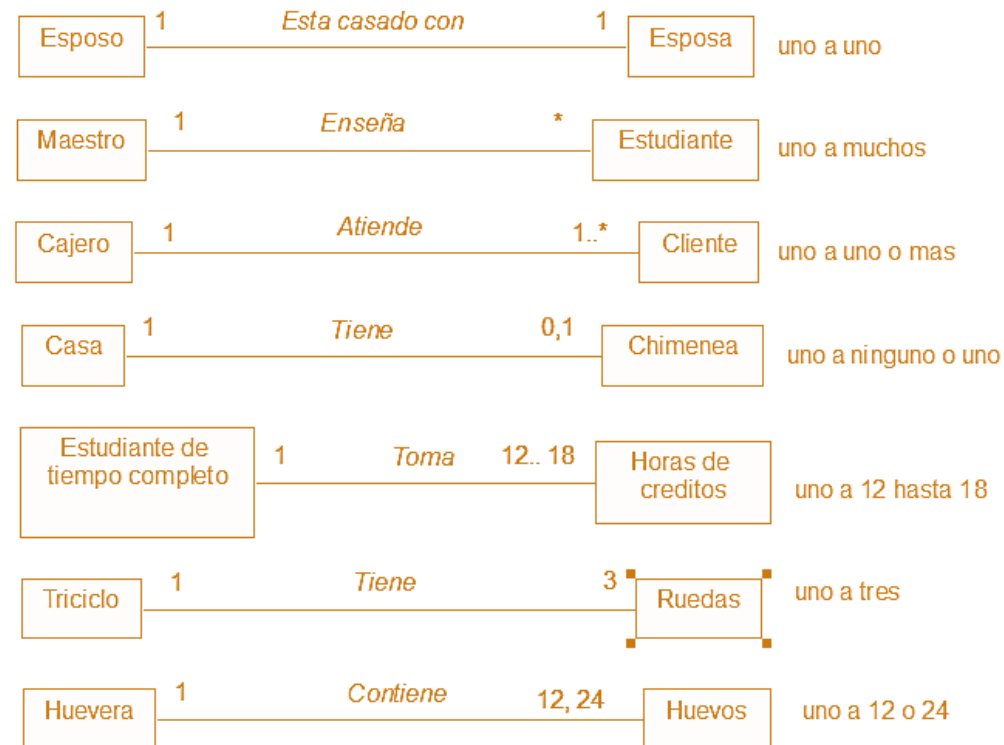 1 Esta casado con 1
Esposo Esposa uno a uno
1 Enseña *
Maestro Estudiante uno a muchos
1 Atiende 1..*
Cajero Cliente uno a uno o mas
1 Tiene 0,1
Casa Chimenea uno a ninguno o uno
Estudiante de
tiempo completo
1 Toma 12.. 18
Horas de
creditos
uno a 12 hasta 18
1 Tiene 3
Triciclo Ruedas uno a tres
1 Contiene 12, 24
Huevera Huevos uno a 12 o 24